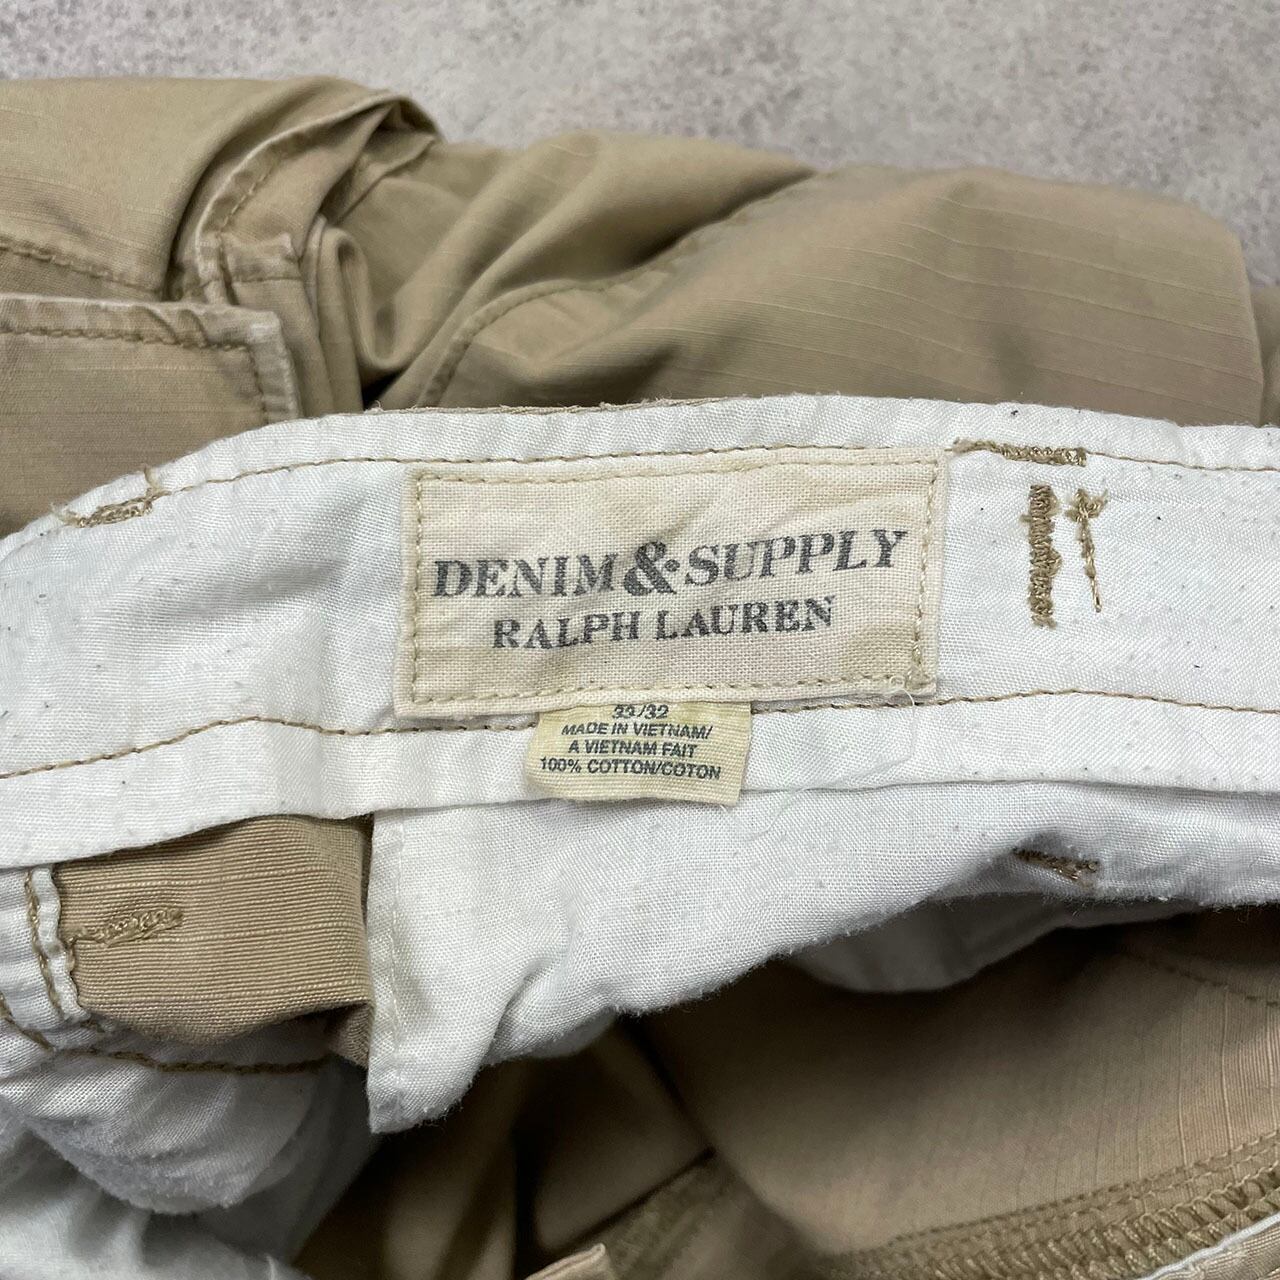 DENIM & SUPPLY
RALPH LAUREN
33/32
MADE IN VIETNAM/
A VIETNAM FAIT
100% COTTON/COTON